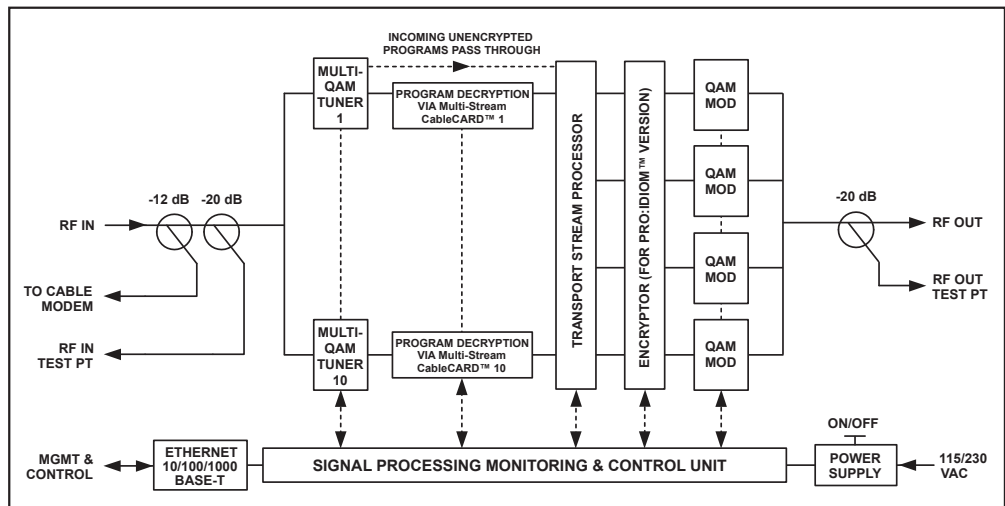 INCOMING UNENCRYPTED
PROGRAMS PASS THROUGH
MULTI-
QAM
TUNER
1
PROGRAM DECRYPTION
VIA Multi-Stream
CableCARD™ 1
TRANSPORT STREAM PROCESSOR
ENCRYPTOR (FOR PRO:IDIOM™ VERSION)
QAM
MOD
QAM
MOD
QAM
MOD
QAM
MOD
-12 dB
-20 dB
RF IN
TO CABLE
MODEM
RF IN
TEST PT
-20 dB
RF OUT
RF OUT
TEST PT
MULTI-
QAM
TUNER
10
PROGRAM DECRYPTION
VIA Multi-Stream
CableCARD™ 10
MGMT &
CONTROL
ETHERNET
10/100/1000
BASE-T
SIGNAL PROCESSING MONITORING & CONTROL UNIT
ON/OFF
POWER
SUPPLY
115/230
VAC